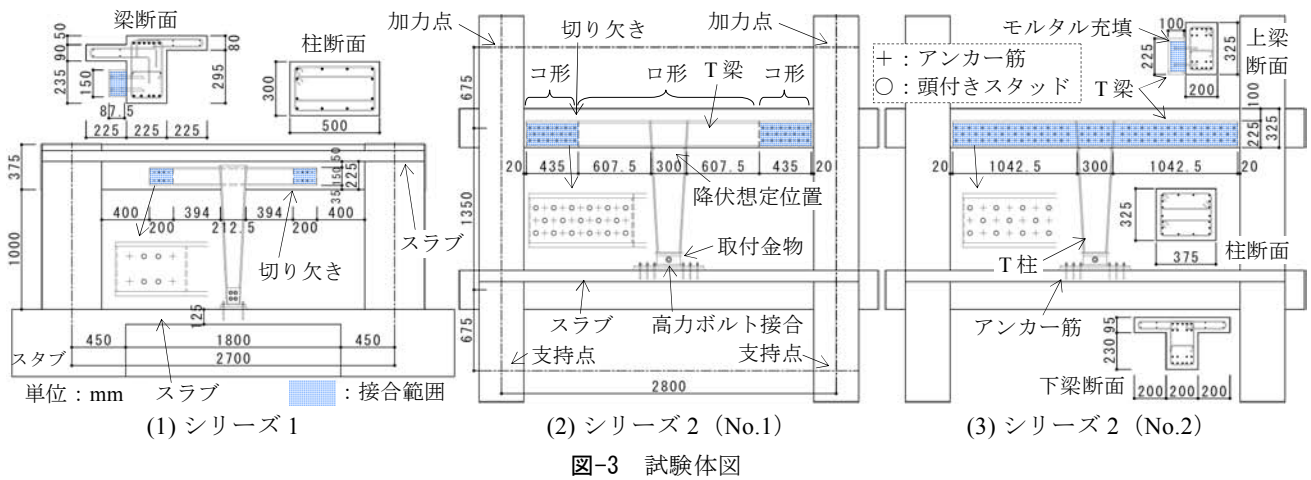 梁断面
50
90
235
150
80
295
87.5
225 225 225
柱断面
300
500
375
1000
50
150
35
225
400 394 394 400
200 212.5 200
スラブ
切り欠き
125
450 1800 450
2700
スタブ
スラブ
単位：mm
：接合範囲
(1) シリーズ1
加力点
切り欠き
加力点
コ形 ロ形 コ形
T梁
675
20 435 607.5 300 607.5 435 20
降伏想定位置
1350
取付金物
スラブ
高力ボルト接合
675
支持点
支持点
2800
(2) シリーズ2（No.1）
モルタル充填
100
225
325
200
上梁
断面
＋：アンカー筋
○：頭付きスタッド
T梁
100
225
325
20 1042.5 300 1042.5 20
325
375
柱断面
T柱
アンカー筋
95
230
200 200 200
下梁断面
(3) シリーズ2（No.2）
図-3 試験体図